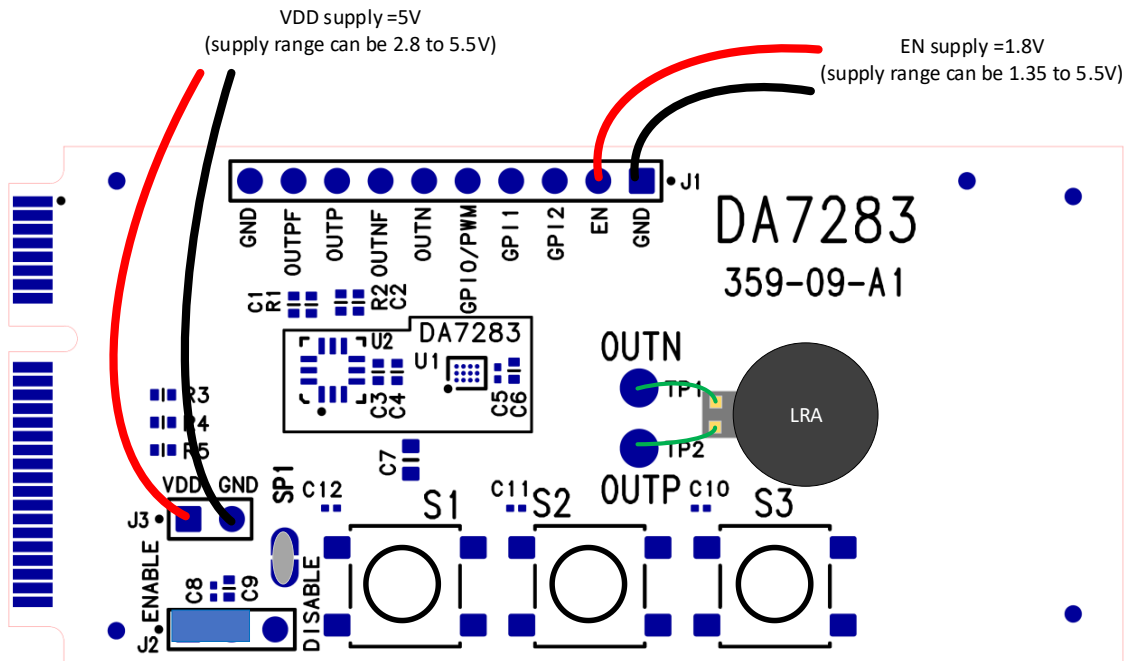 VDD supply =5V
(supply range can be 2.8 to 5.5V)
EN supply =1.8V
(supply range can be 1.35 to 5.5V)
J1
GND
OUTPF
OUTP
OUTNF
OUTN
GPIO/PWM
GPI1
GPI2
EN
GND
DA7283
359-09-A1
C1
R1
R2
C2
DA7283
U2
U1
C3
C4
C5
C6
OUTN
TP1
LRA
TP2
OUTP
R3
R4
R5
C7
VDD
GND
SP1
C12
S1
C11
S2
C10
S3
J3
ENABLE
C8
C9
DISABLE
J2